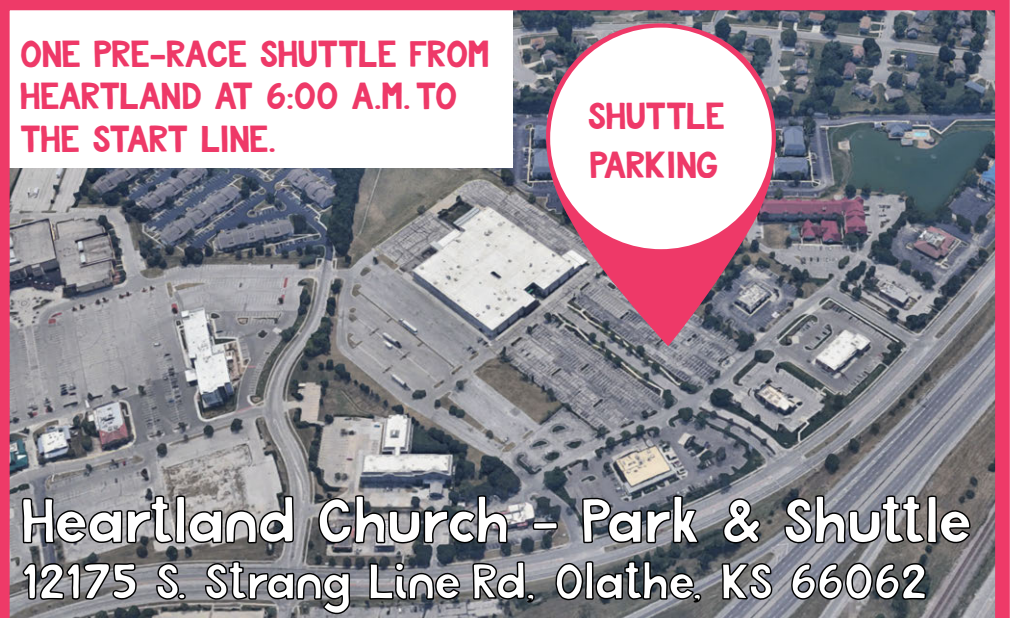 ONE PRE-RACE SHUTTLE FROM
HEARTLAND AT 6:00 A.M. TO
THE START LINE.
SHUTTLE
PARKING
Heartland Church - Park & Shuttle
12175 S. Strang Line Rd, Olathe, KS 66062